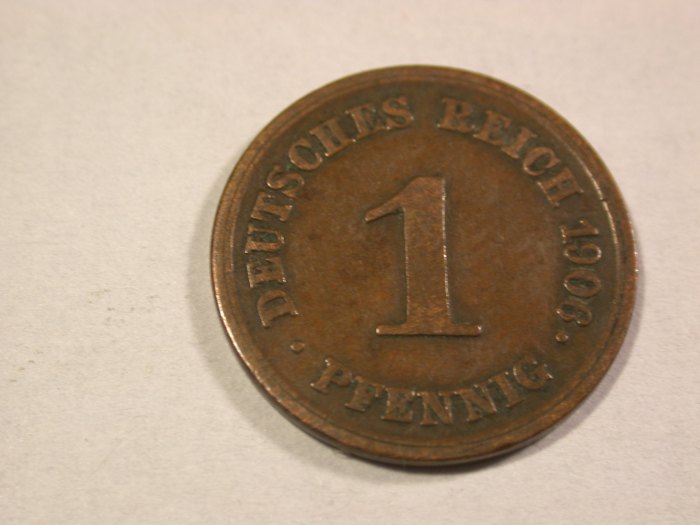 DEUTSCHES REICH 1906
1
· PFENNIG ·